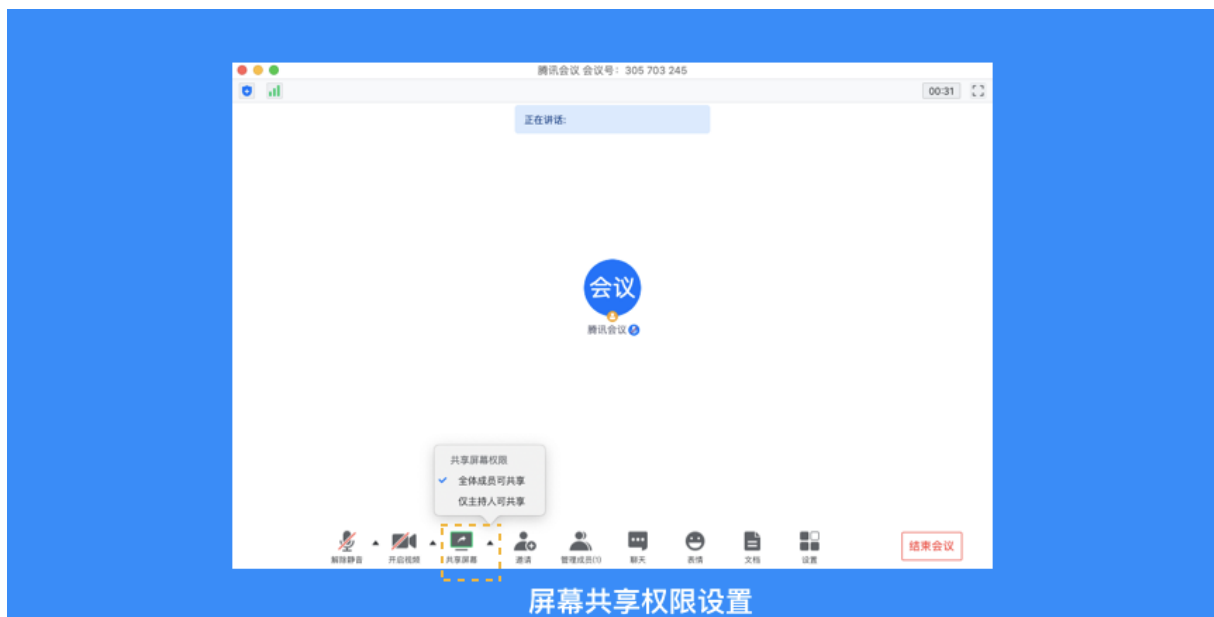 腾讯会议 会议号：305 703 245
00:31
正在讲话:
会议
腾讯会议
共享屏幕权限
全体成员可共享
仅主持人可共享
解除静音 开启视频 共享屏幕 邀请 管理成员(1) 聊天 表情 文档 设置 结束会议
屏幕共享权限设置